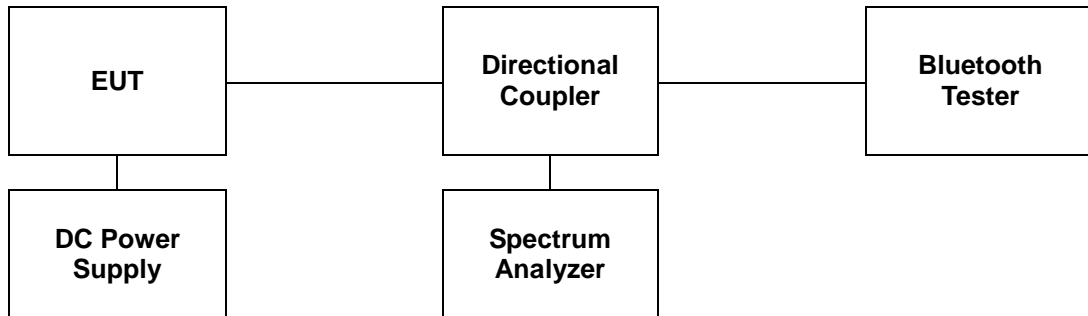 EUT
Directional
Coupler
Bluetooth
Tester
DC Power
Supply
Spectrum
Analyzer